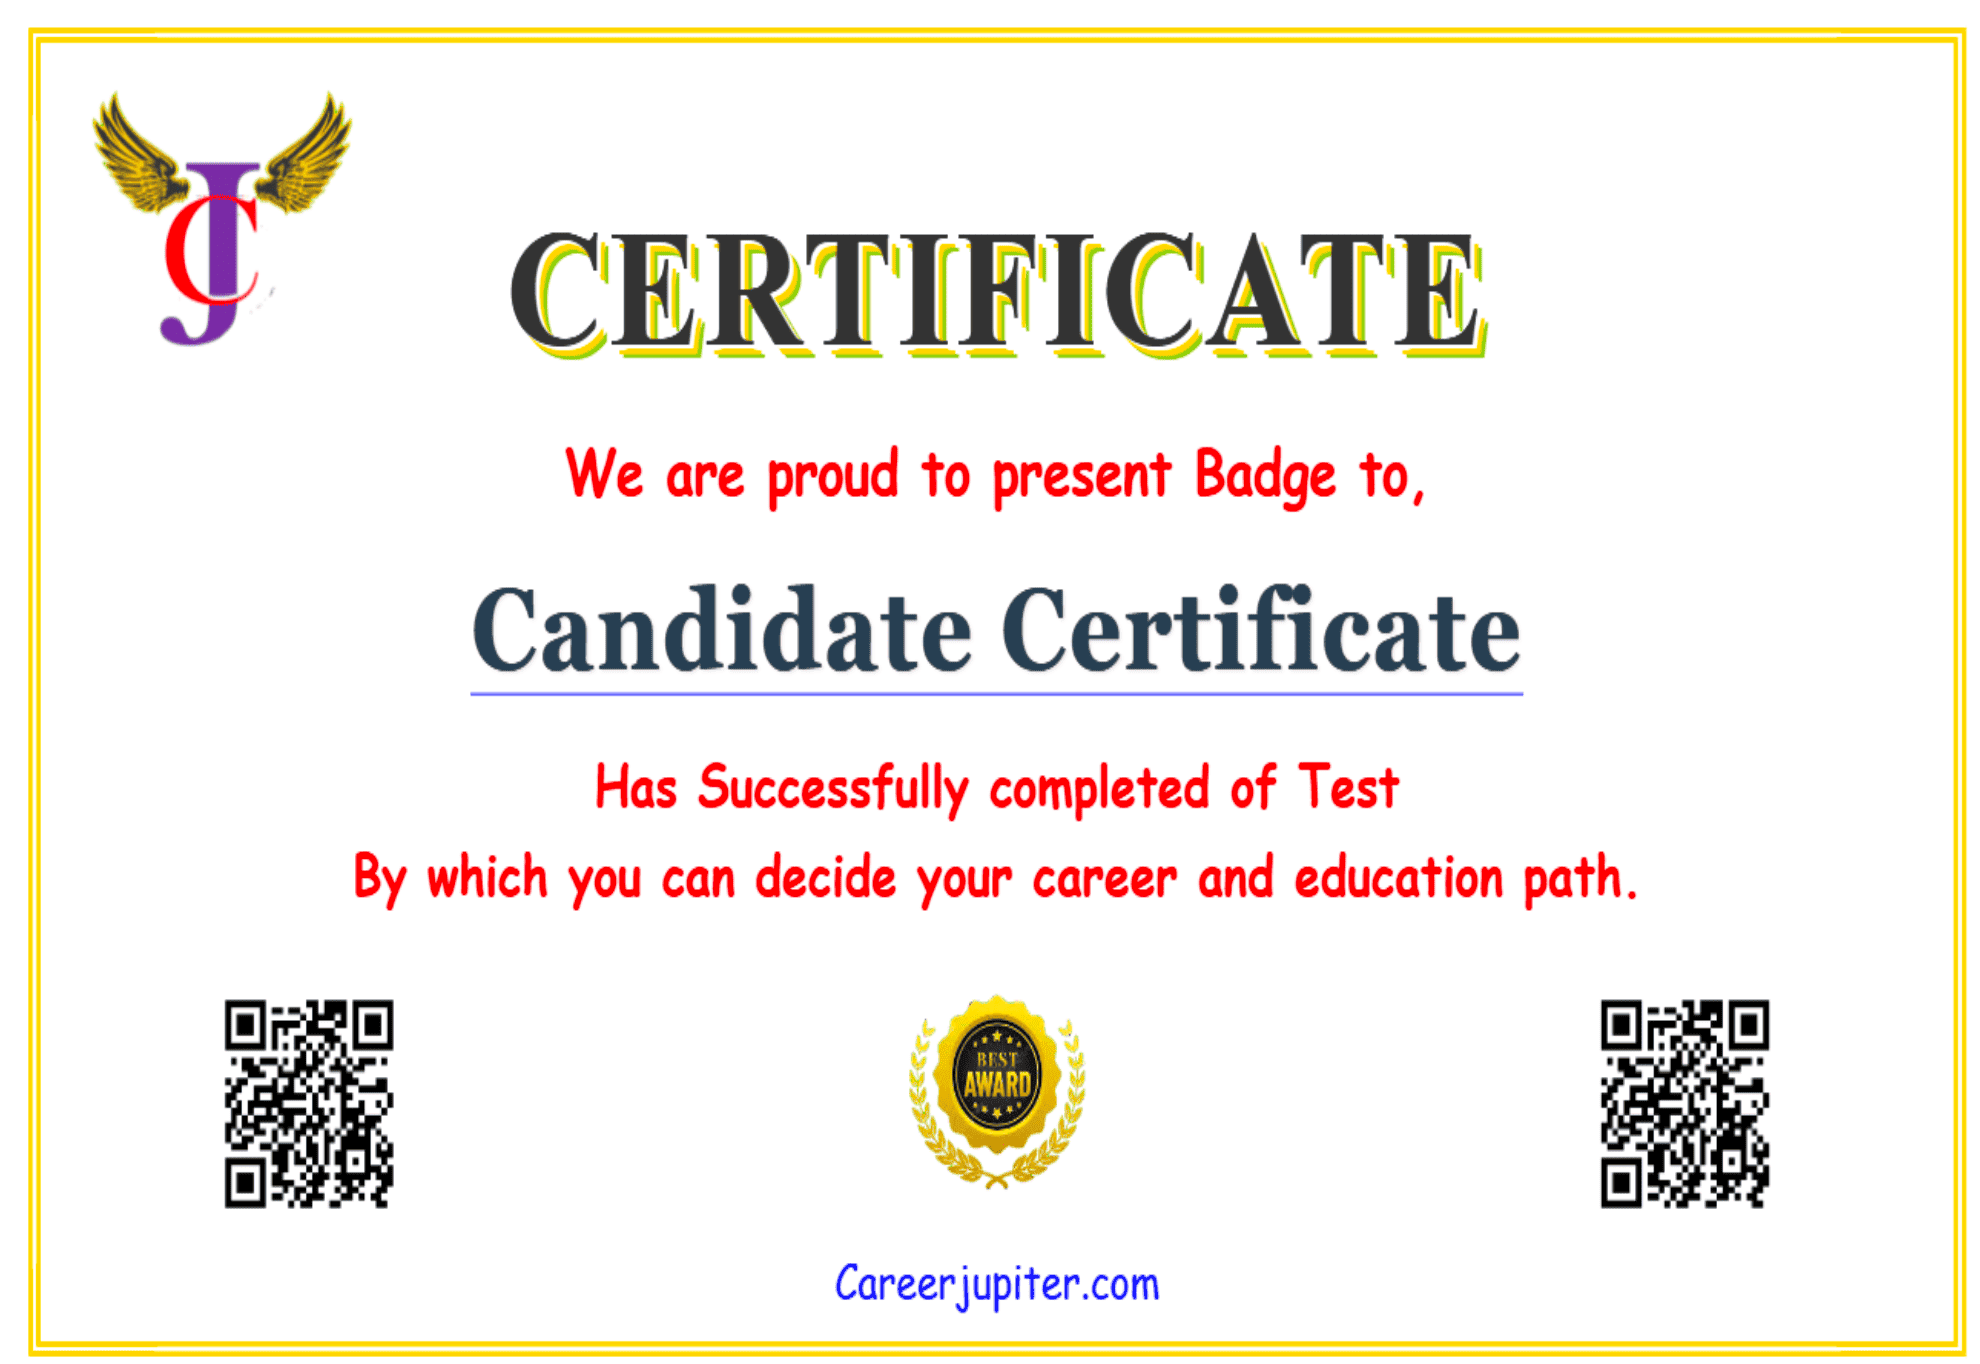 JC
CERTIFICATE
We are proud to present Badge to,
Candidate Certificate
Has Successfully completed of Test
By which you can decide your career and education path.
BEST
AWARD
Careerjupiter.com